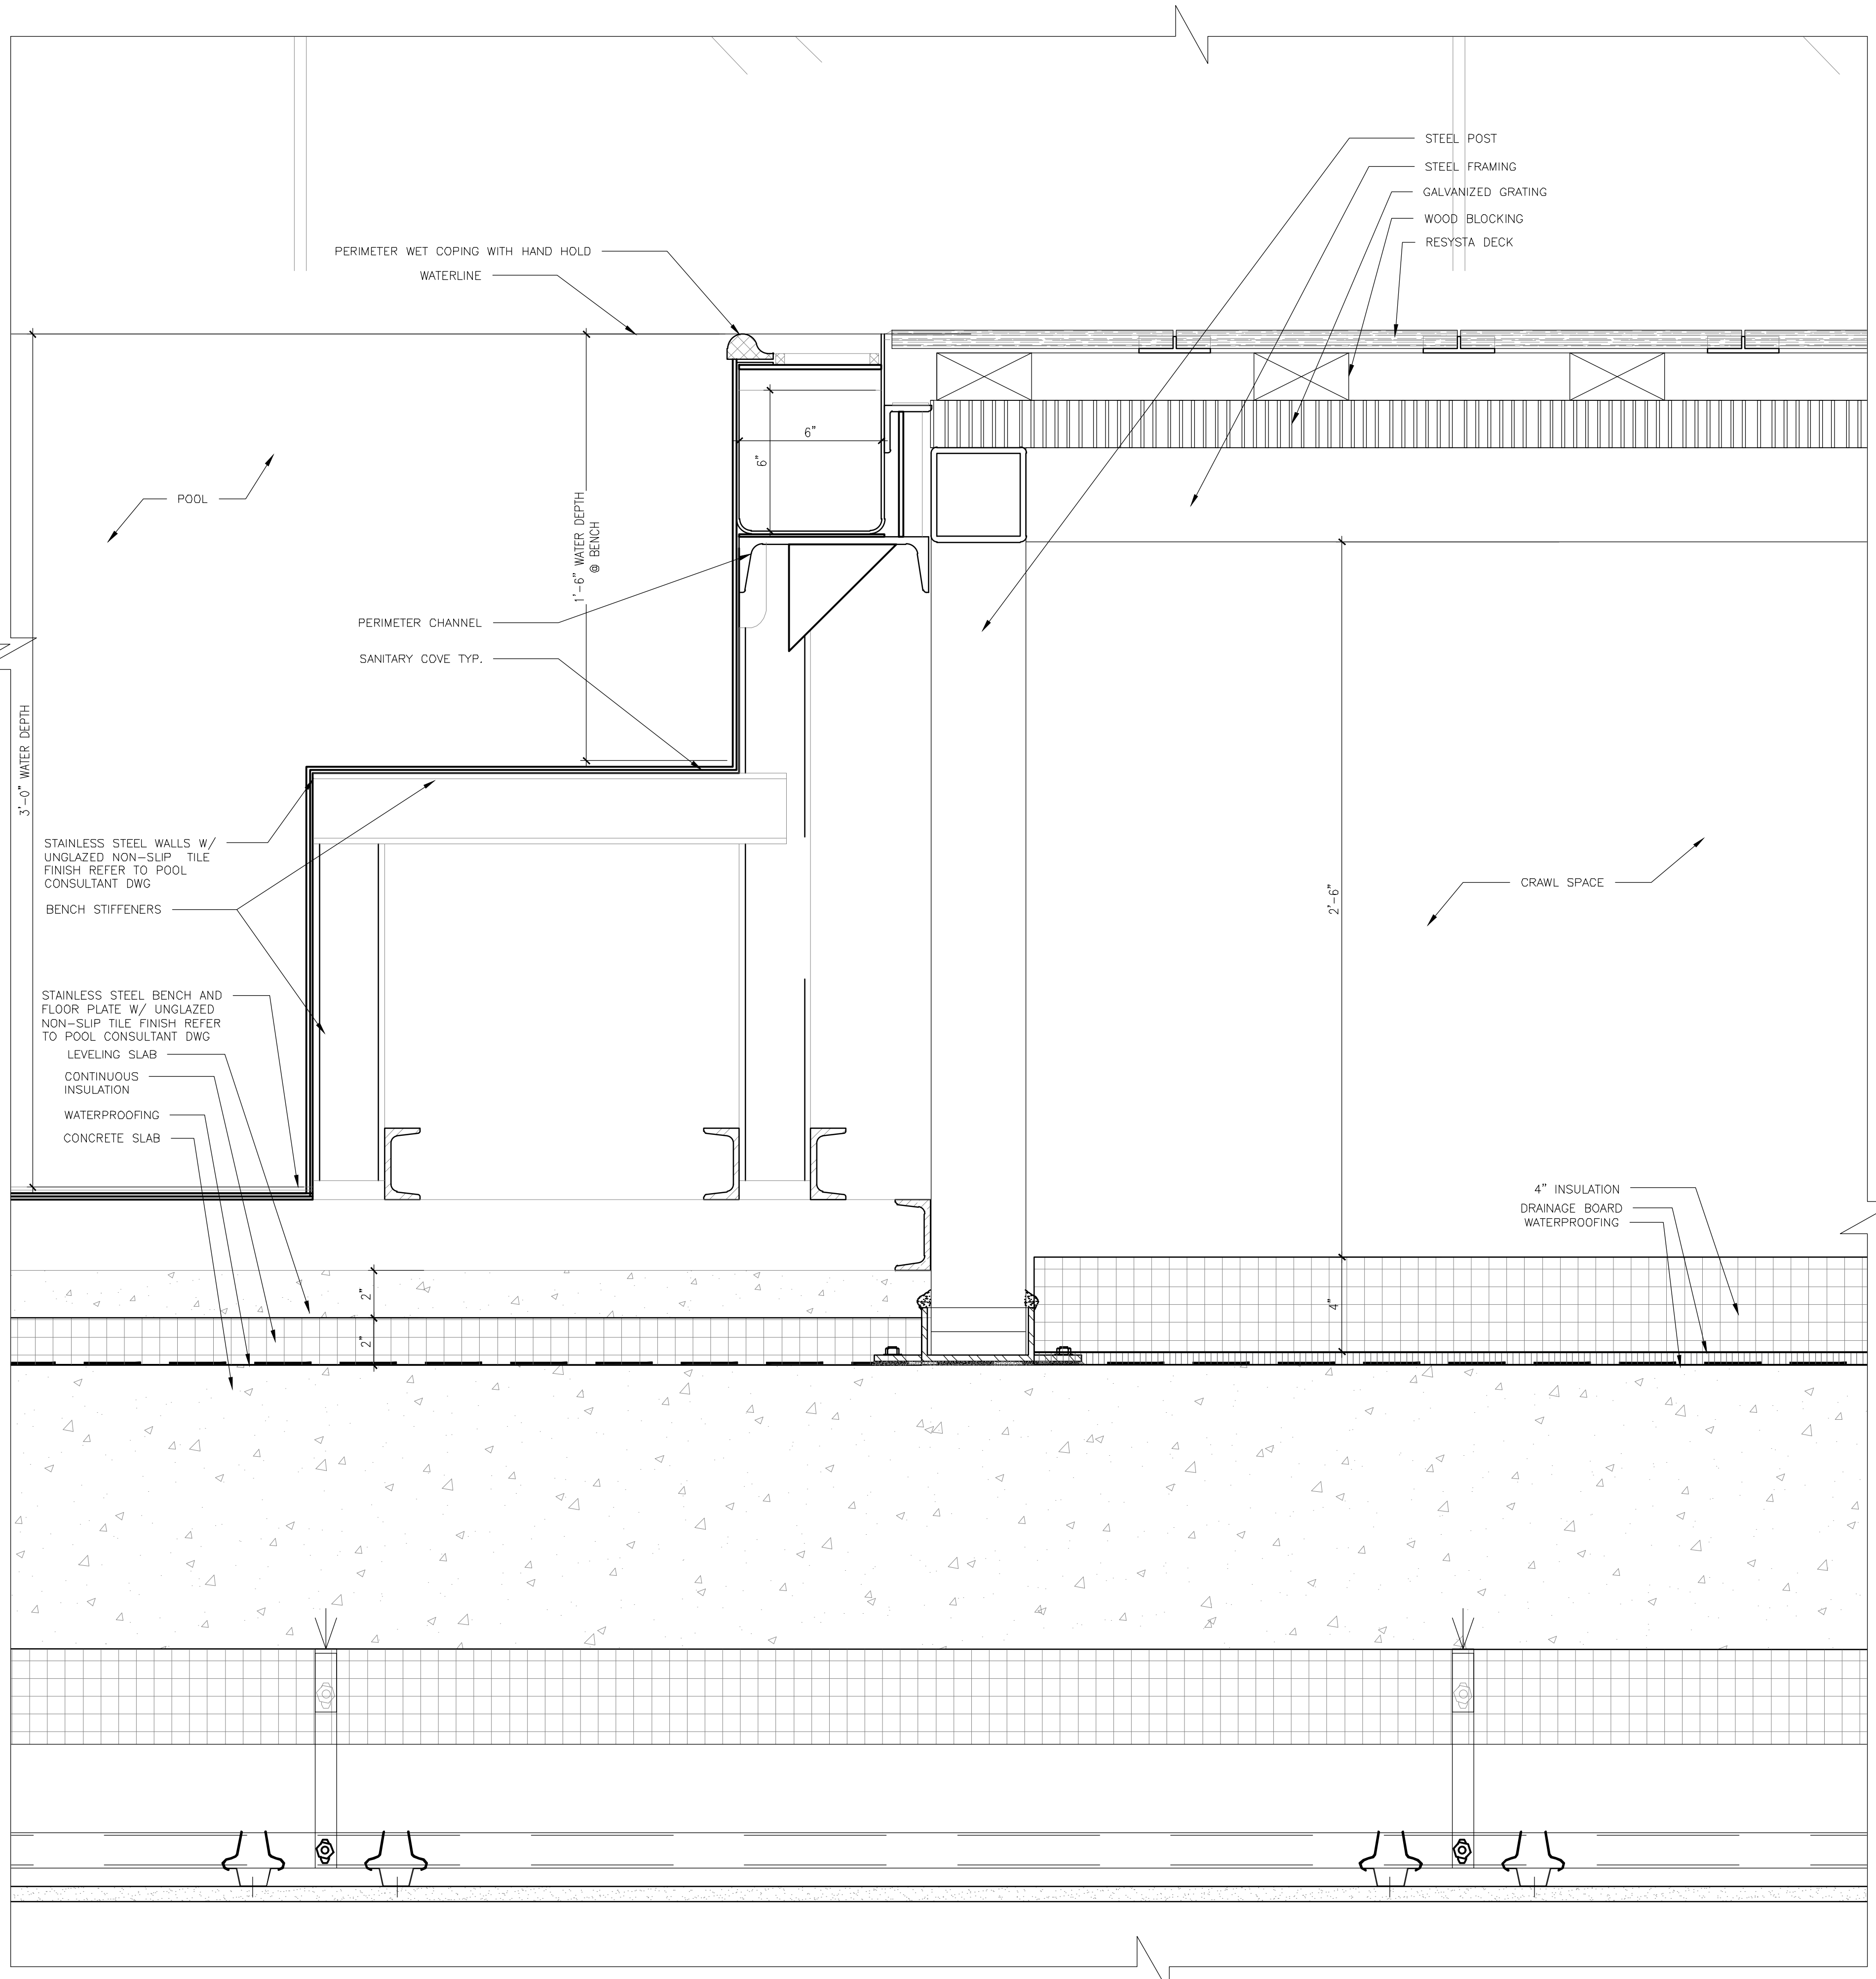 STEEL POST
STEEL FRAMING
GALVANIZED GRATING
WOOD BLOCKING
RESYSTA DECK
PERIMETER WET COPING WITH HAND HOLD
WATERLINE
6"
6"
POOL
1'-6" WATER DEPTH
@ BENCH
PERIMETER CHANNEL
SANITARY COVE TYP.
3'-0" WATER DEPTH
STAINLESS STEEL WALLS W/
UNGLAZED NON-SLIP TILE
FINISH REFER TO POOL
CONSULTANT DWG
BENCH STIFFENERS
CRAWL SPACE
2'-6"
STAINLESS STEEL BENCH AND
FLOOR PLATE W/ UNGLAZED
NON-SLIP TILE FINISH REFER
TO POOL CONSULTANT DWG
LEVELING SLAB
CONTINUOUS
INSULATION
WATERPROOFING
CONCRETE SLAB
4" INSULATION
DRAINAGE BOARD
WATERPROOFING
2"
2"
4"